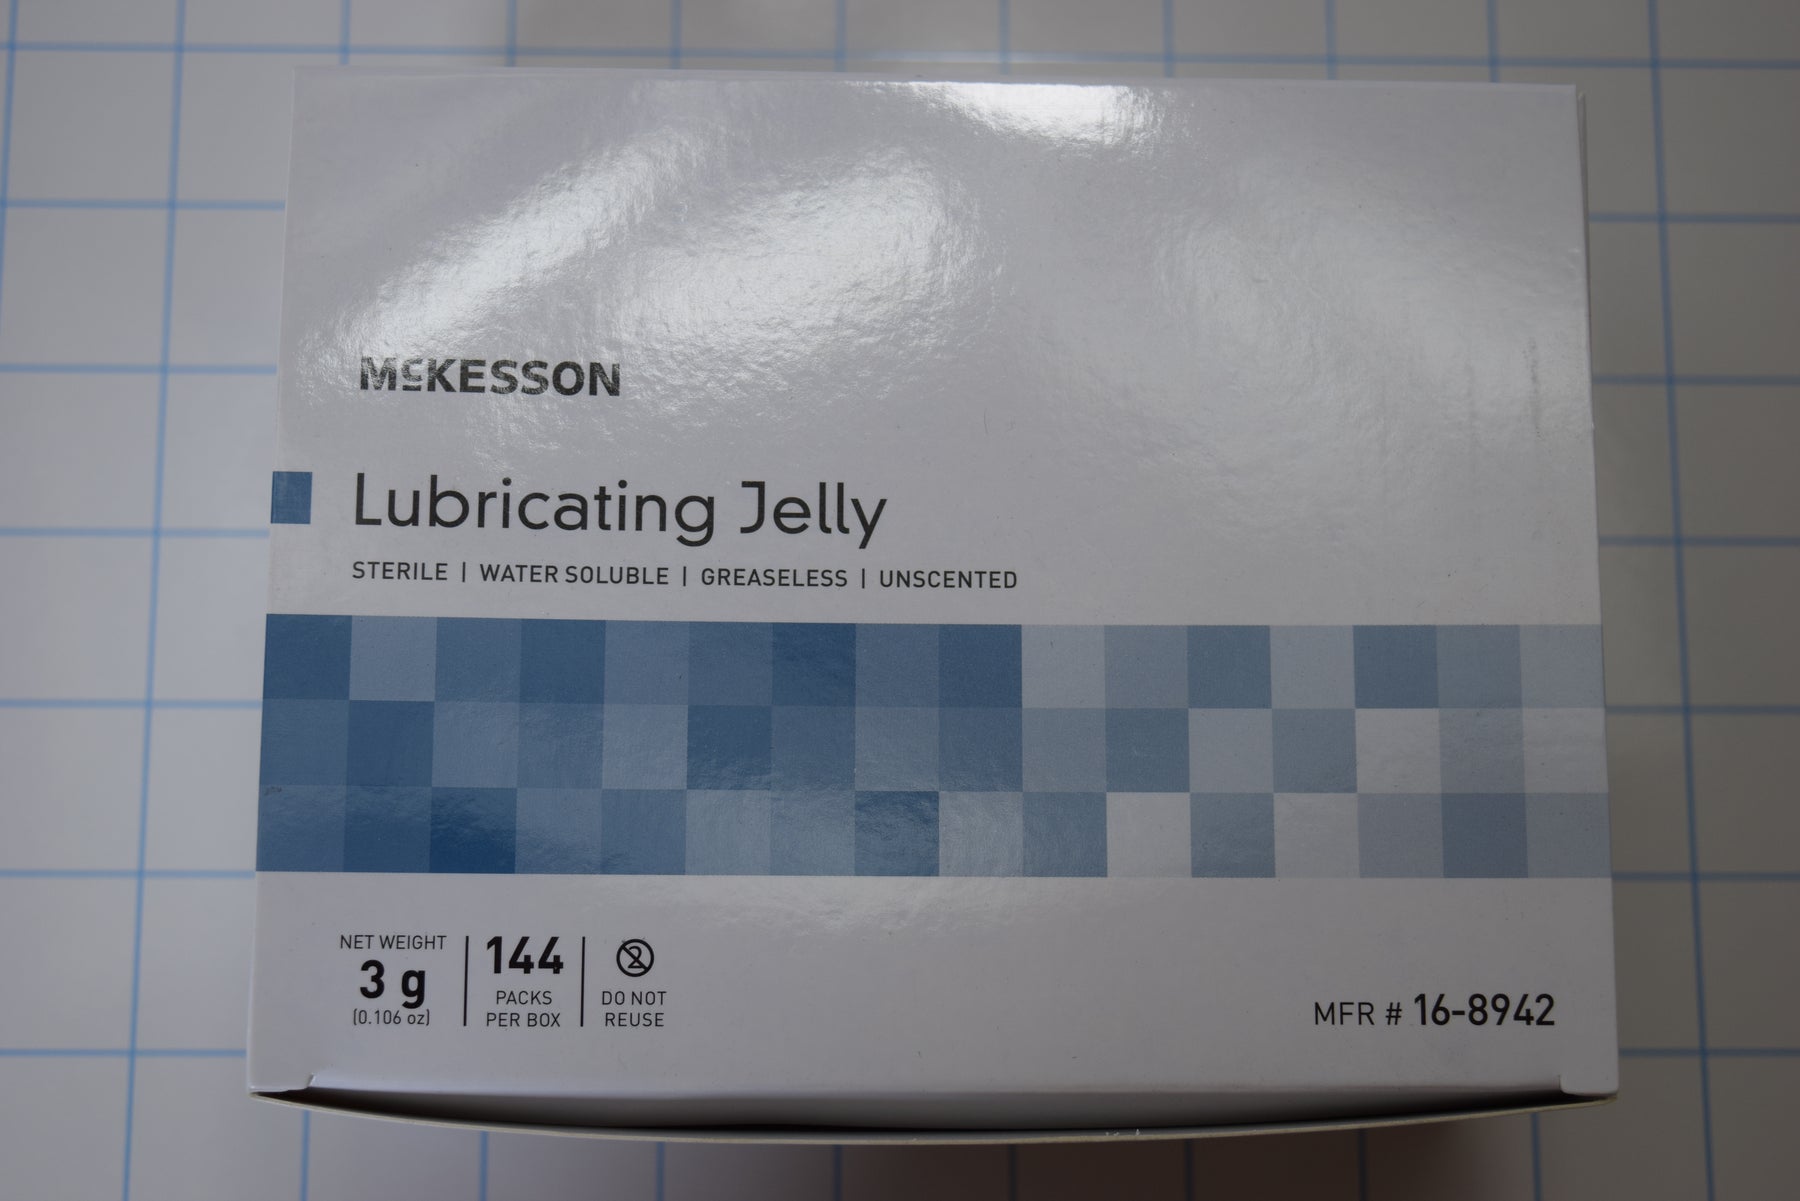 McKESSON
Lubricating Jelly
STERILE | WATER SOLUBLE | GREASELESS | UNSCENTED
NET WEIGHT
3 g
(0.106 oz)
144
PACKS
PER BOX
2
DO NOT
REUSE
MFR # 16-8942